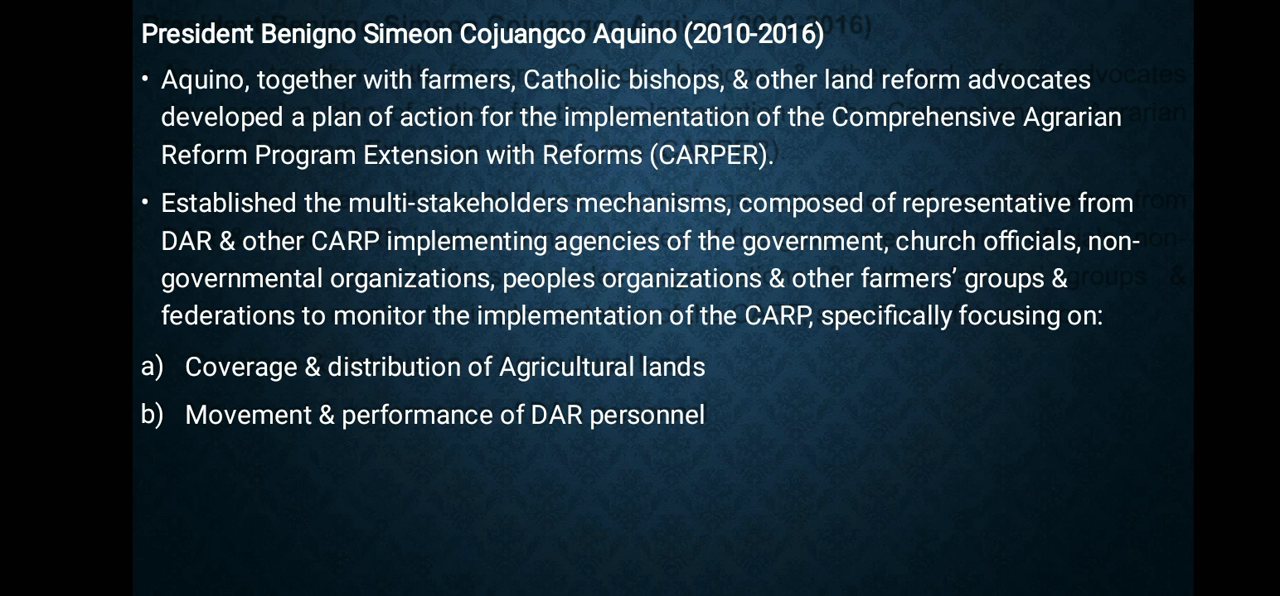 President Benigno Simeon Cojuangco Aquino (2010-2016)
• Aquino, together with farmers, Catholic bishops, & other land reform advocates
developed a plan of action for the implementation of the Comprehensive Agrarian
Reform Program Extension with Reforms (CARPER).
• Established the multi-stakeholders mechanisms, composed of representative from
DAR & other CARP implementing agencies of the government, church officials, non-
governmental organizations, peoples organizations & other farmers’ groups &
federations to monitor the implementation of the CARP, specifically focusing on:
a) Coverage & distribution of Agricultural lands
b) Movement & performance of DAR personnel